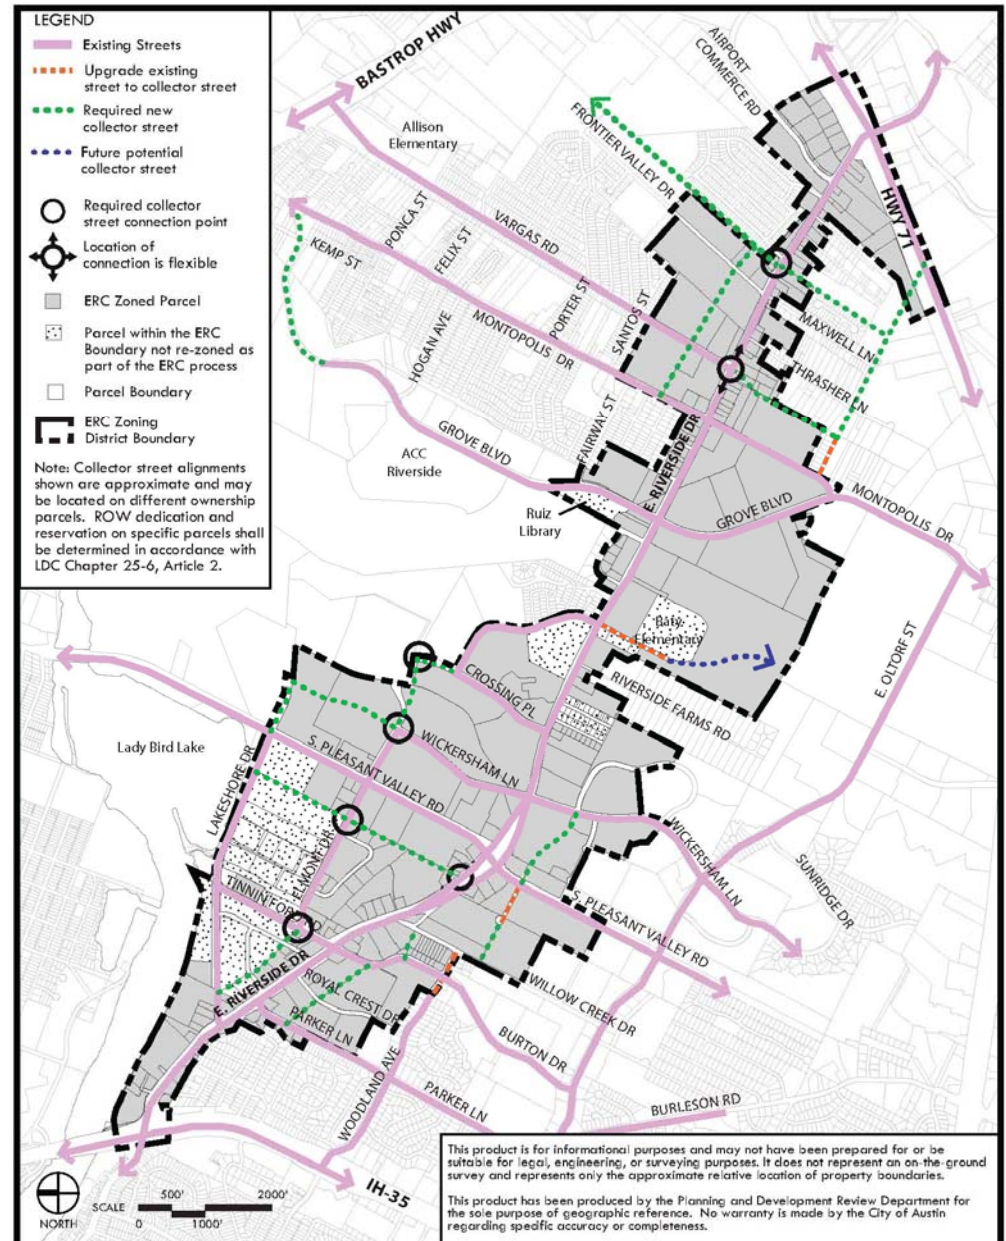 LEGEND
Existing Streets
Upgrade existing
street to collector street
Required new
collector street
Future potential
collector street
Required collector
street connection point
Location of
connection is flexible
ERC Zoned Parcel
Parcel within the ERC
Boundary not re-zoned as
part of the ERC process
Parcel Boundary
ERC Zoning
District Boundary
Note: Collector street alignments
shown are approximate and may
be located on different ownership
parcels. ROW dedication and
reservation on specific parcels shall
be determined in accordance with
LDC Chapter 25-6, Article 2.
BASTROP HWY
AIRPORT
COMMERCE RD
Allison
Elementary
FRONTIER VALLEY DR
HWY 71
PONCA ST
VARGAS RD
KEMP ST
FELIX ST
PORTER ST
SANTOS ST
MAXWELL LN
HOGAN AVE
MONTOPOLIS DR
THRASHER LN
FAIRWAY ST
E. RIVERSIDE DR
GROVE BLVD
ACC
Riverside
GROVE BLVD
MONTOPOLIS DR
Ruiz
Library
Baty
Elementary
E. OLTORF ST
CROSSING PL
RIVERSIDE FARMS RD
Lady Bird Lake
WICKERSHAM LN
S. PLEASANT VALLEY RD
LAKESHORE DR
WICKERSHAM LN
SUNRIDGE DR
ELMONT DR
TINNIN FORD RD
S. PLEASANT VALLEY RD
E. RIVERSIDE DR
ROYAL CREST DR
WILLOW CREEK DR
PARKER LN
BURTON DR
WOODLAND AVE
PARKER LN
BURLESON RD
IH-35
NORTH
SCALE
500'
2000'
0
1000'
This product is for informational purposes and may not have been prepared for or be
suitable for legal, engineering, or surveying purposes. It does not represent an on-the-ground
survey and represents only the approximate relative location of property boundaries.
This product has been produced by the Planning and Development Review Department for
the sole purpose of geographic reference. No warranty is made by the City of Austin
regarding specific accuracy or completeness.